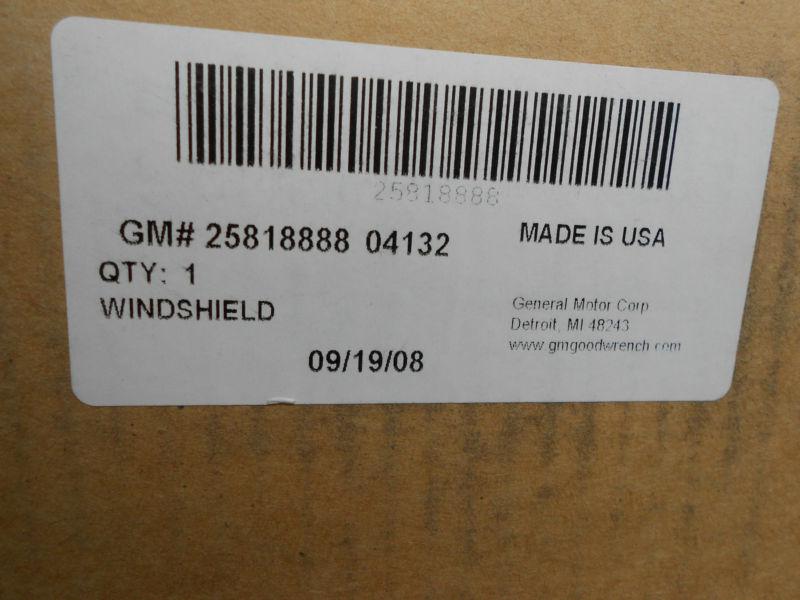 25818888
GM# 25818888 04132
MADE IS USA
QTY: 1
WINDSHIELD
General Motor Corp
Detroit, MI 48243
www.gmgoodwrench.com
09/19/08